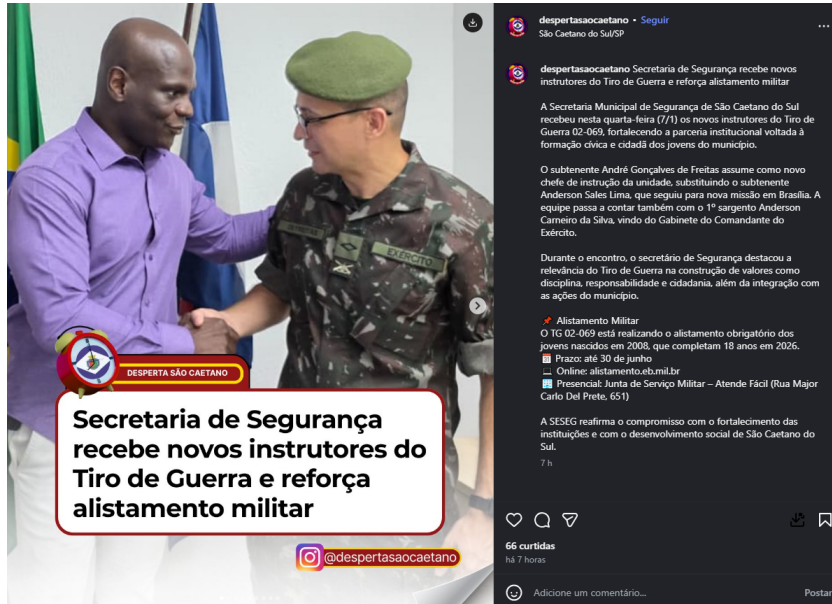 DE FREITAS
EXÉRCITO
DESPERTA SÃO CAETANO
Secretaria de Segurança
recebe novos instrutores do
Tiro de Guerra e reforça
alistamento militar
@despertasaocaetano
despertasaocaetano • Seguir
São Caetano do Sul/SP
despertasaocaetano Secretaria de Segurança recebe novos
instrutores do Tiro de Guerra e reforça alistamento militar
A Secretaria Municipal de Segurança de São Caetano do Sul
recebeu nesta quarta-feira (7/1) os novos instrutores do Tiro de
Guerra 02-069, fortalecendo a parceria institucional voltada à
formação cívica e cidadã dos jovens do município.
O subtenente André Gonçalves de Freitas assume como novo
chefe de instrução da unidade, substituindo o subtenente
Anderson Sales Lima, que seguiu para nova missão em Brasília. A
equipe passa a contar também com o 1º sargento Anderson
Carneiro da Silva, vindo do Gabinete do Comandante do
Exército.
Durante o encontro, o secretário de Segurança destacou a
relevância do Tiro de Guerra na construção de valores como
disciplina, responsabilidade e cidadania, além da integração com
as ações do município.
📌 Alistamento Militar
O TG 02-069 está realizando o alistamento obrigatório dos
jovens nascidos em 2008, que completam 18 anos em 2026.
📅 Prazo: até 30 de junho
💻 Online: alistamento.eb.mil.br
🏢 Presencial: Junta de Serviço Militar – Atende Fácil (Rua Major
Carlo Del Prete, 651)
A SESEG reafirma o compromisso com o fortalecimento das
instituições e com o desenvolvimento social de São Caetano do
Sul.
7 h
66 curtidas
há 7 horas
Adicione um comentário...
Postar